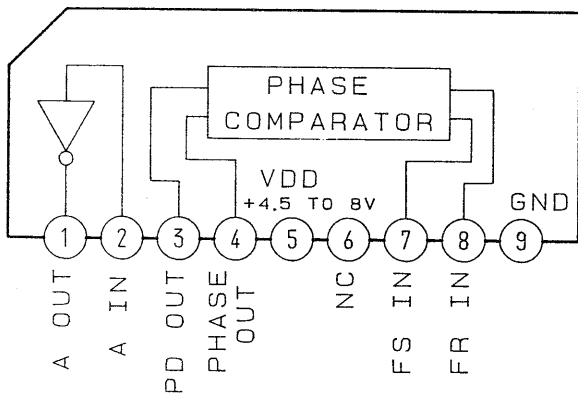 PHASE
COMPARATOR
VDD
+4.5 TO 8V
GND
1 2 3 4 5 6 7 8 9
A OUT
A IN
PD OUT
PHASE
OUT
NC
FS IN
FR IN